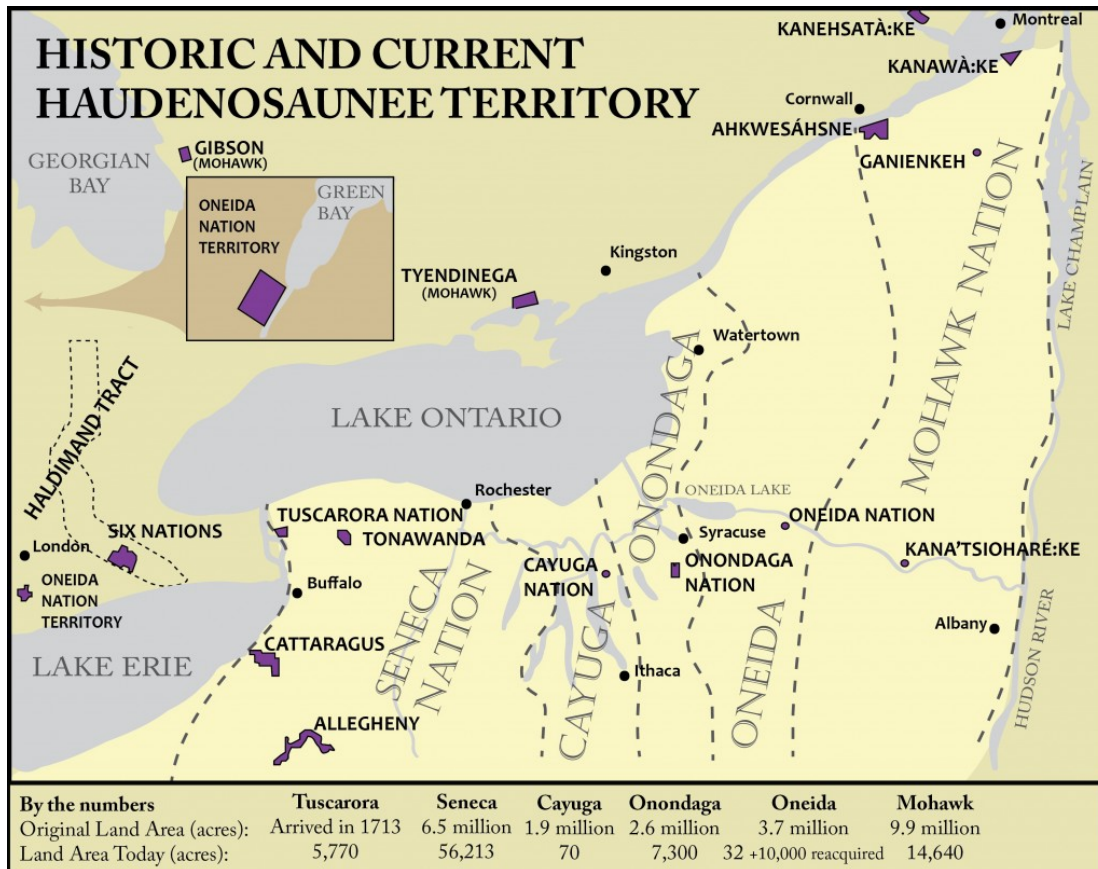 HISTORIC AND CURRENT
HAUDENOSAUNEE TERRITORY
KANEHSATÀ:KE
Montreal
KANAWÀ:KE
Cornwall
AHKWESÁHSNE
GANIENKEH
GEORGIAN
BAY
GIBSON
(MOHAWK)
ONEIDA
NATION
TERRITORY
GREEN
BAY
TYENDINEGA
(MOHAWK)
Kingston
Watertown
LAKE CHAMPLAIN
MOHAWK NATION
HALDIMAND TRACT
LAKE ONTARIO
ONONDAGA
Rochester
ONEIDA LAKE
TUSCARORA NATION
TONAWANDA
SIX NATIONS
London
ONEIDA
NATION
TERRITORY
Buffalo
SENECA
NATION
CAYUGA
NATION
CAYUGA
Syracuse
ONONDAGA
NATION
ONEIDA NATION
KANA'TSIOHARÉ:KE
ONEIDA
Albany
HUDSON RIVER
LAKE ERIE
CATTARAGUS
Ithaca
ALLEGHENY
By the numbers Tuscarora Seneca Cayuga Onondaga Oneida Mohawk
Original Land Area (acres): Arrived in 1713 6.5 million 1.9 million 2.6 million 3.7 million 9.9 million
Land Area Today (acres): 5,770 56,213 70 7,300 32 +10,000 reacquired 14,640